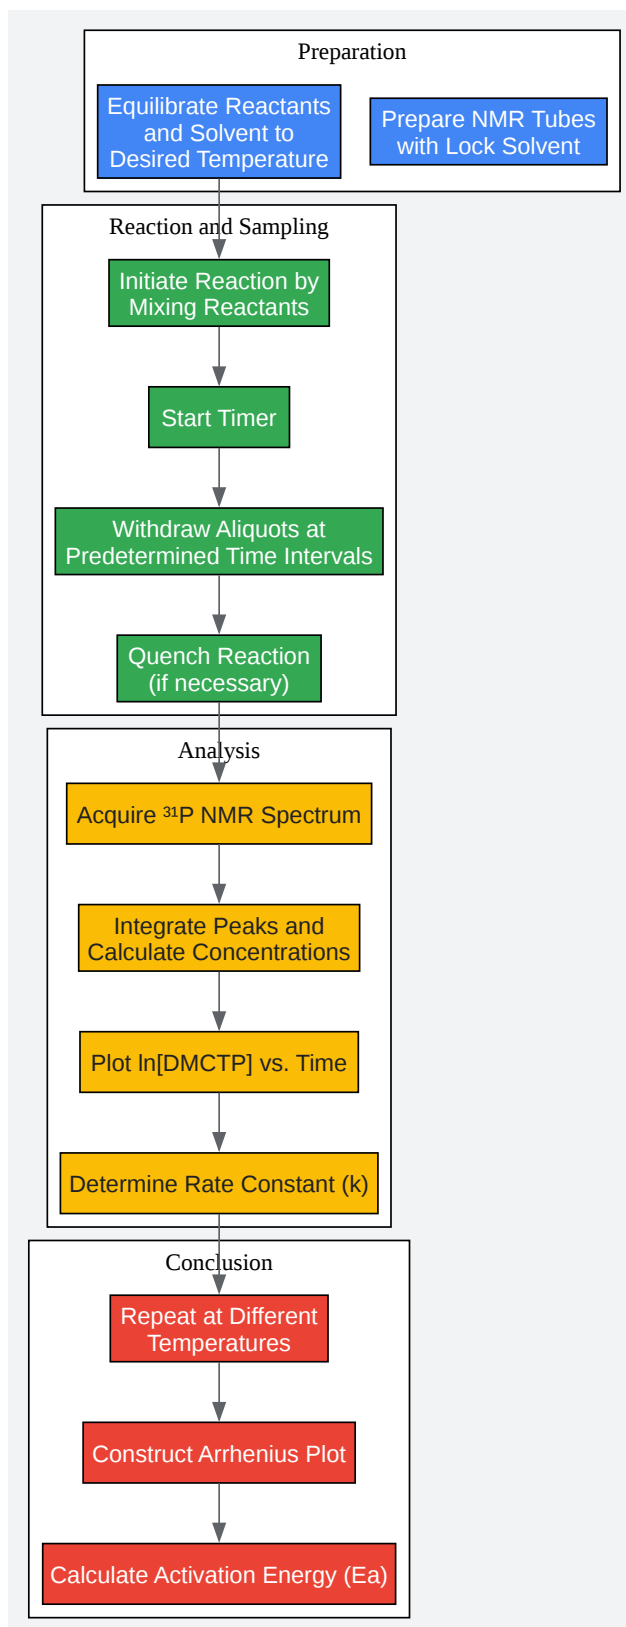 Preparation
Equilibrate Reactants
and Solvent to
Desired Temperature
Prepare NMR Tubes
with Lock Solvent
Reaction and Sampling
Initiate Reaction by
Mixing Reactants
Start Timer
Withdraw Aliquots at
Predetermined Time Intervals
Quench Reaction
(if necessary)
Analysis
Acquire ³¹P NMR Spectrum
Integrate Peaks and
Calculate Concentrations
Plot ln[DMCTP] vs. Time
Determine Rate Constant (k)
Conclusion
Repeat at Different
Temperatures
Construct Arrhenius Plot
Calculate Activation Energy (Ea)